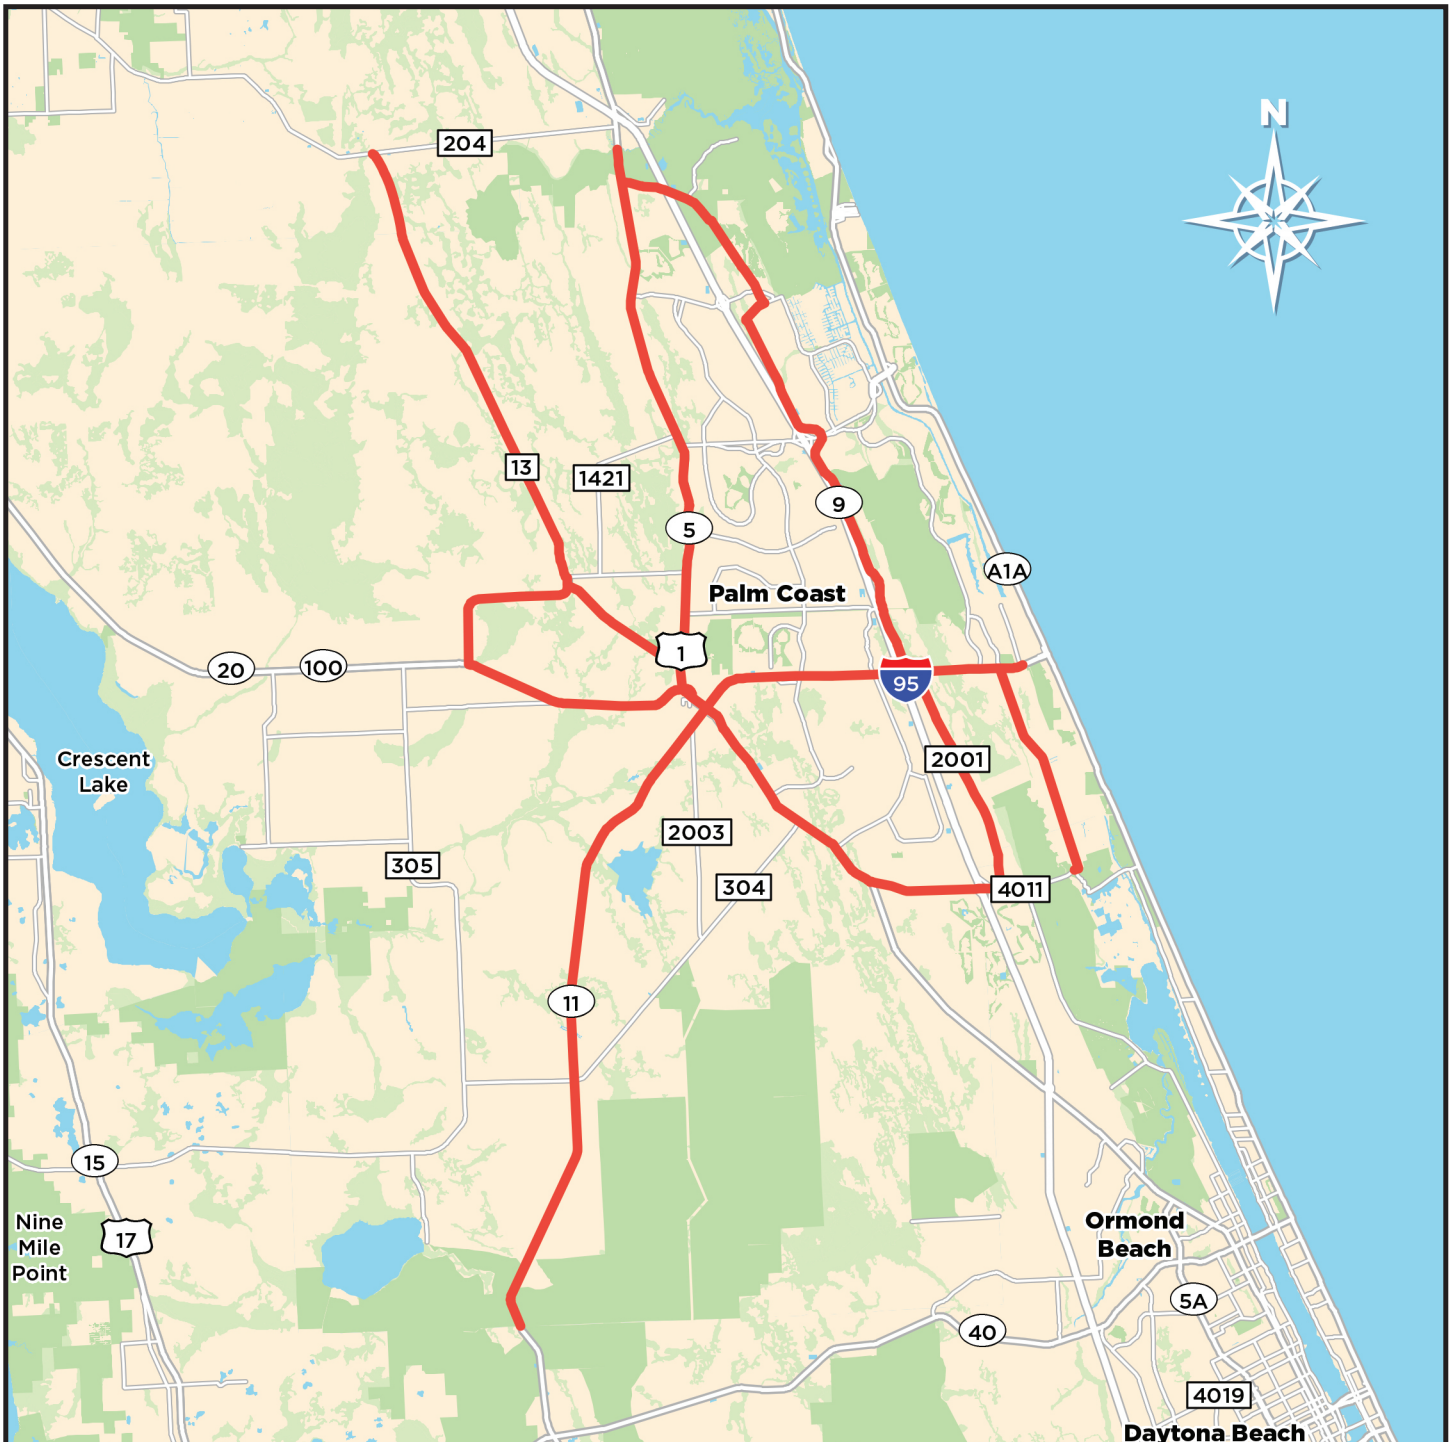 N
204
13
1421
9
5
A1A
Palm Coast
1
20
100
95
Crescent
Lake
2001
2003
305
304
4011
11
15
Nine
Mile
Point
17
Ormond
Beach
5A
40
4019
Daytona Beach